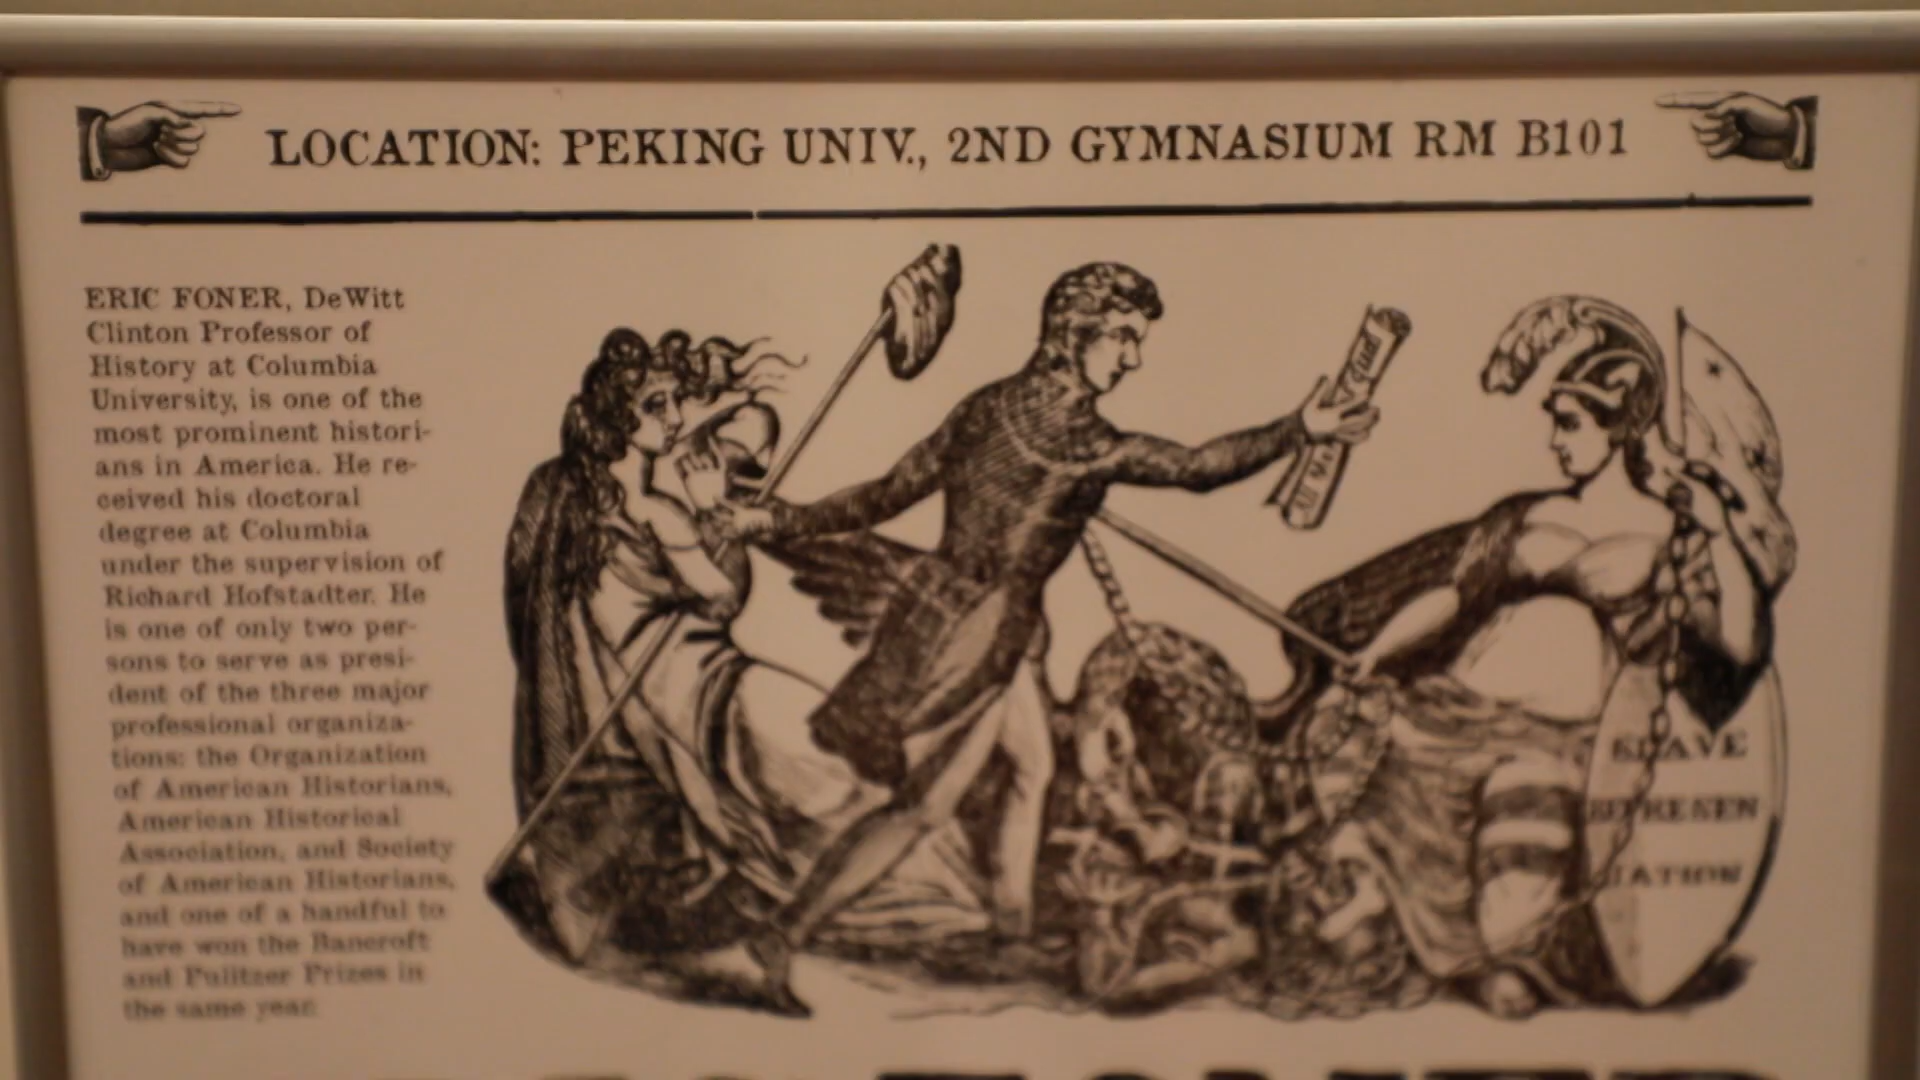 LOCATION: PEKING UNIV., 2ND GYMNASIUM RM B101
ERIC FONER, DeWitt
Clinton Professor of
History at Columbia
University, is one of the
most prominent histori-
ans in America. He re-
ceived his doctoral
degree at Columbia
under the supervision of
Richard Hofstadter. He
is one of only two per-
sons to serve as presi-
dent of the three major
professional organiza-
tions: the Organization
of American Historians,
American Historical
Association, and Society
of American Historians,
and one of a handful to
have won the Bancroft
and Pulitzer Prizes in
the same year.
SLAVE
REPRESEN
TATION